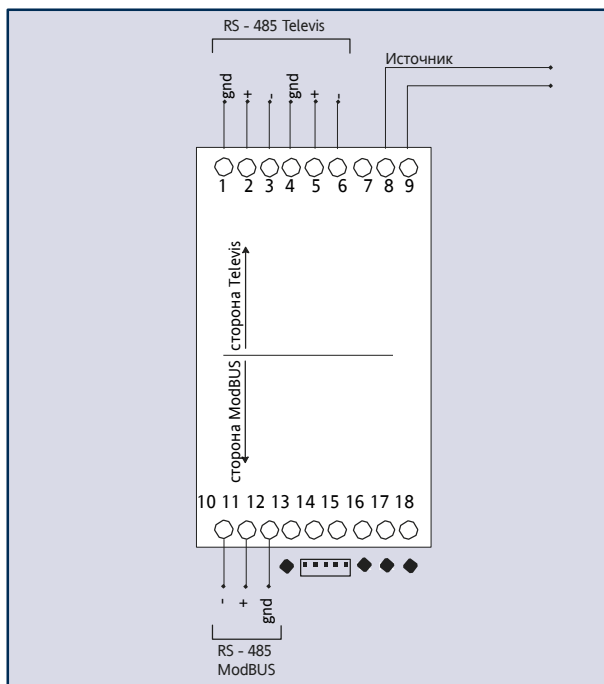 RS - 485 Televis
Источник
gnd + - gnd + -
1 2 3 4 5 6 7 8 9
сторона Televis
сторона ModBUS
10 11 12 13 14 15 16 17 18
- + gnd
RS - 485
ModBUS